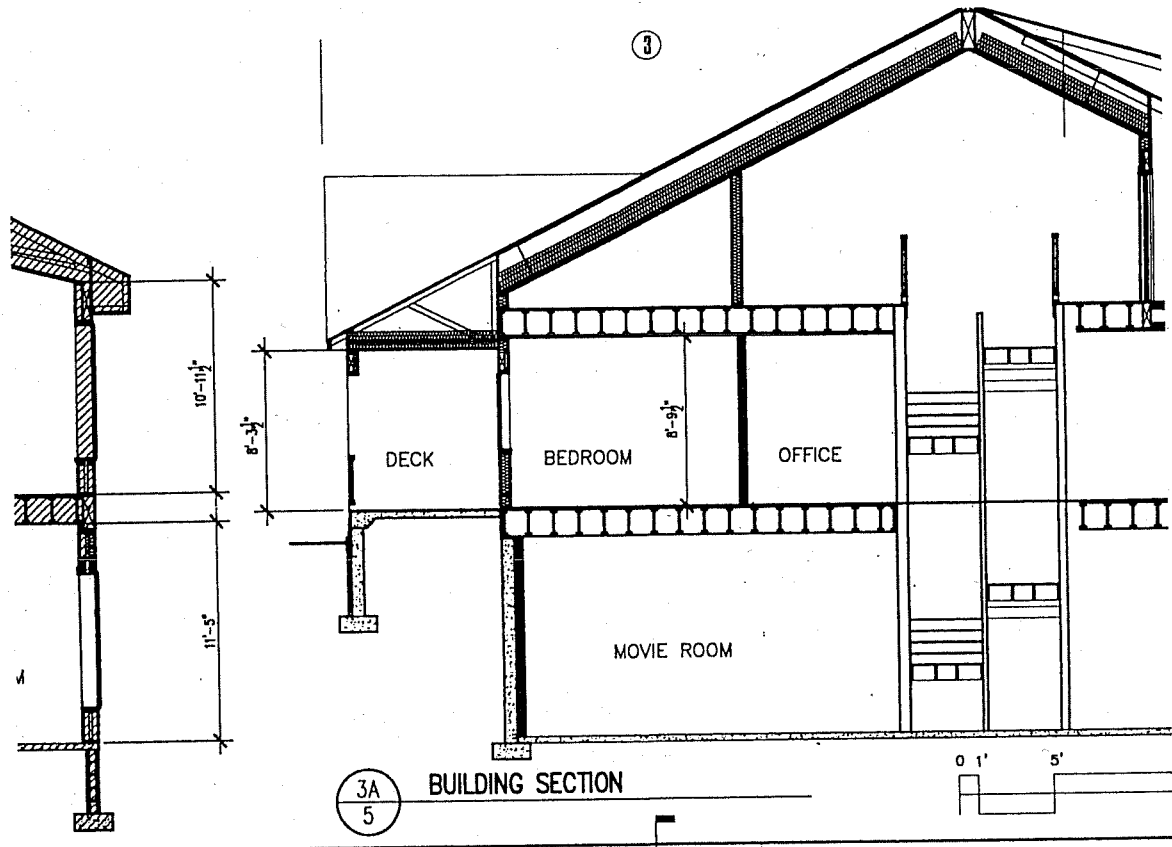 3
10'-11½"
8'-3½"
8'-9½"
DECK
BEDROOM
OFFICE
11'-5"
MOVIE ROOM
M
0 1' 5'
3A
5
BUILDING SECTION